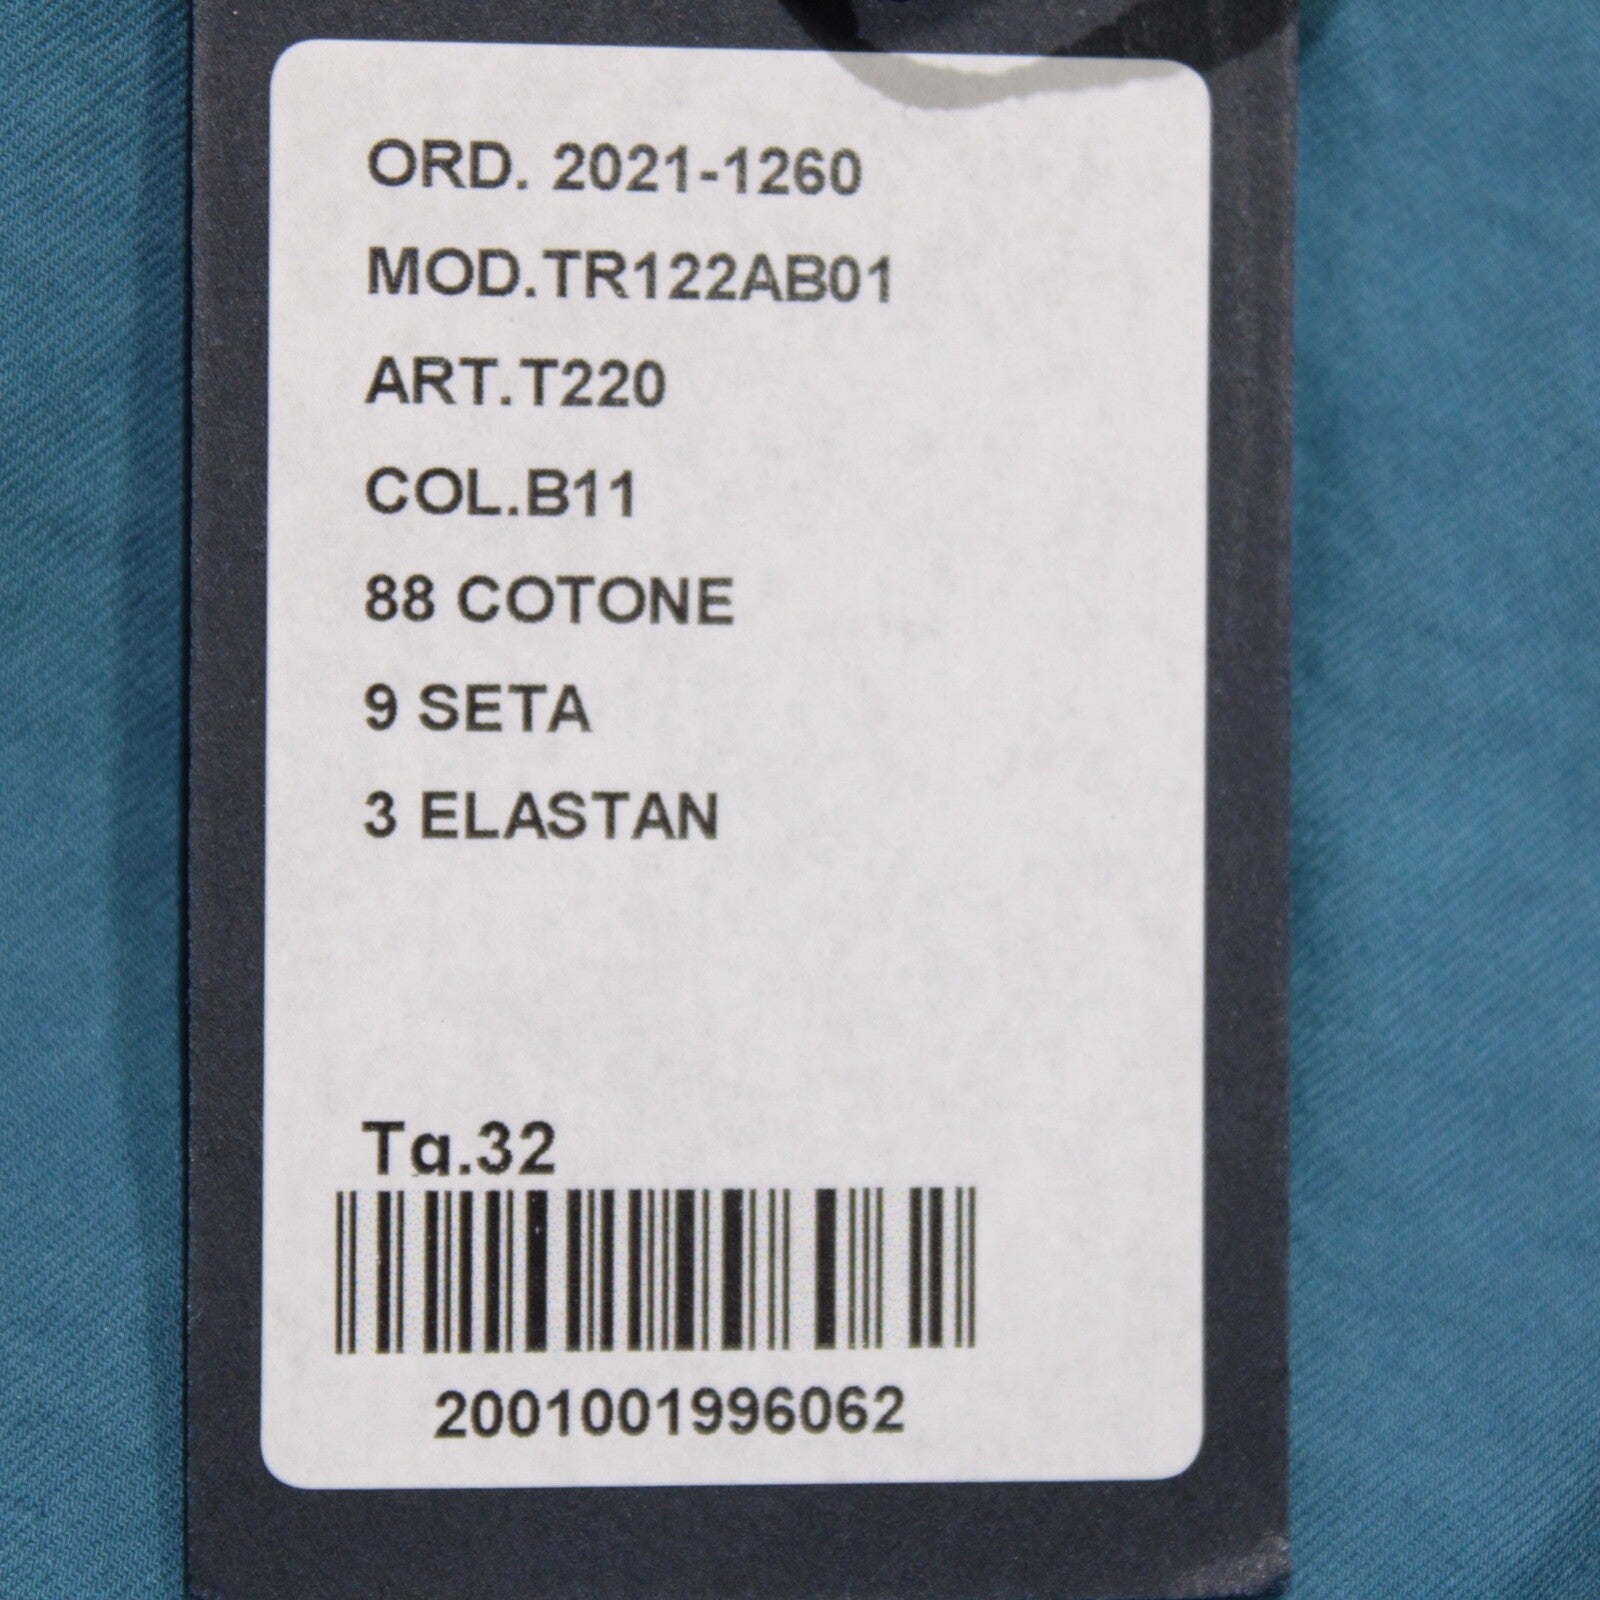 ORD. 2021-1260
MOD.TR122AB01
ART.T220
COL.B11
88 COTONE
9 SETA
3 ELASTAN
Ta.32
2001001996062